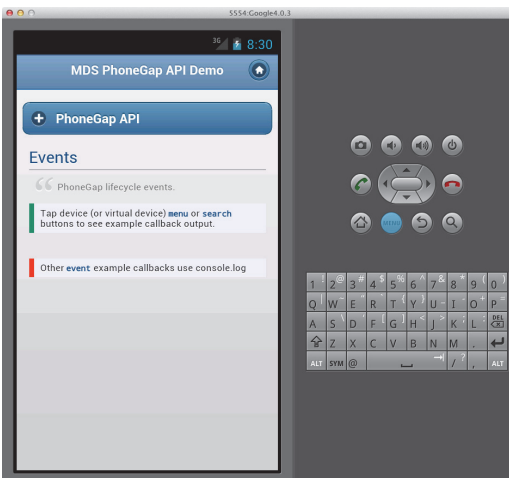 5554:Google4.0.3
3G 8:30
MDS PhoneGap API Demo
PhoneGap API
Events
PhoneGap lifecycle events.
Tap device (or virtual device) menu or search
buttons to see example callback output.
Other event example callbacks use console.log
MENU
1 ! 2 @ 3 # 4 $ 5 % 6 ^ 7 & 8 * 9 ( 0 )
Q | W ~ E " R ` T { Y } U _ I - O + P =
A S \ D ' F [ G ] H < J > K ; L : DEL
Z X C V B N M .
ALT SYM @ / ? , ALT